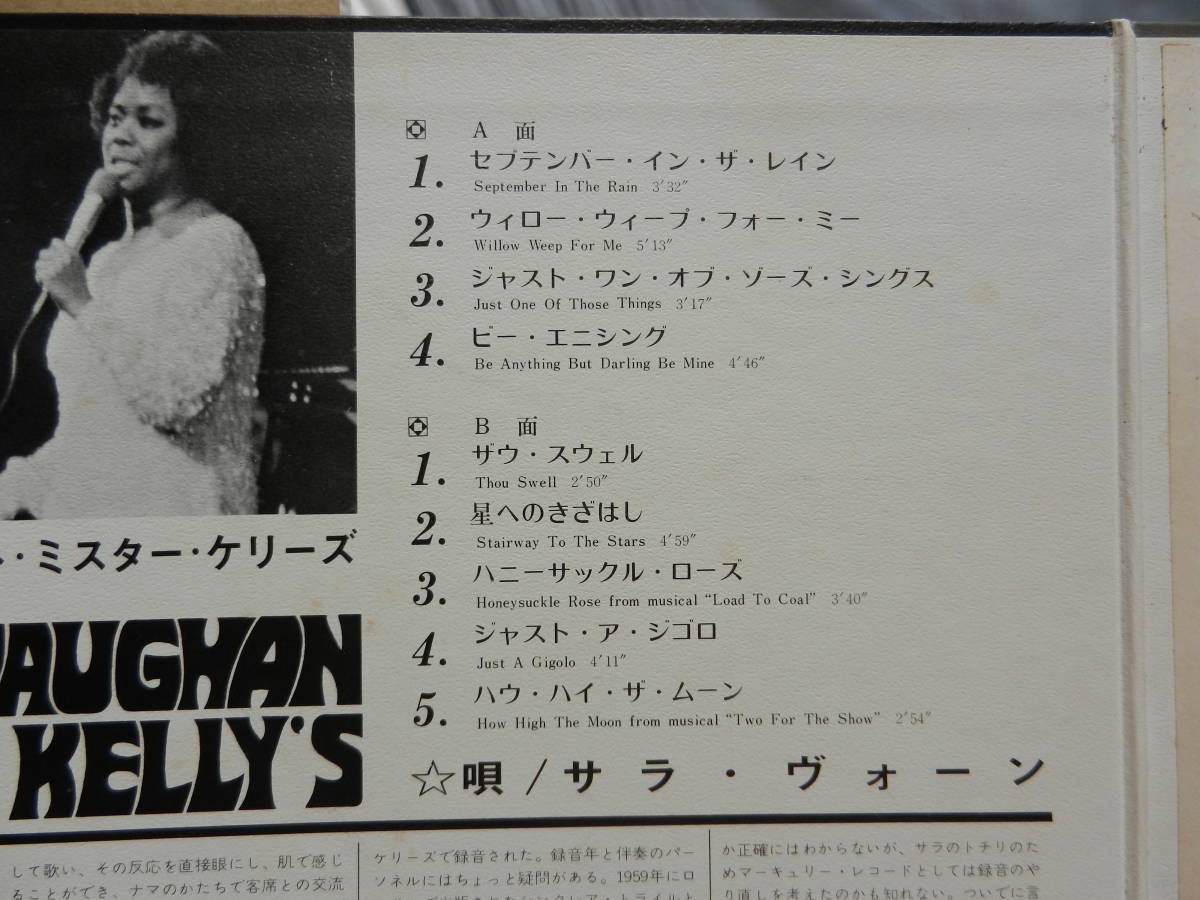 A 面
1. セプテンバー・イン・ザ・レイン
September In The Rain 3′32″
2. ウィロー・ウィープ・フォー・ミー
Willow Weep For Me 5′13″
3. ジャスト・ワン・オブ・ゾーズ・シングス
Just One Of Those Things 3′17″
4. ビー・エニシング
Be Anything But Darling Be Mine 4′46″
B 面
1. ザウ・スウェル
Thou Swell 2′50″
2. 星へのきざはし
Stairway To The Stars 4′59″
3. ハニーサックル・ローズ
Honeysuckle Rose from musical “Load To Coal” 3′40″
4. ジャスト・ア・ジゴロ
Just A Gigolo 4′11″
5. ハウ・ハイ・ザ・ムーン
How High The Moon from musical “Two For The Show” 2′54″
☆唄/サラ・ヴォーン
・ミスター・ケリーズ
AUGHAN
KELLY'S
して歌い、その反応を直接眼にし、肌で感じ
ることができ、ナマのかたちで客席との交流
ケリーズで録音された。録音年と伴奏のパー
ソネルにはちょっと疑問がある。1959年にロ
か正確にはわからないが、サラのトチリのた
めマーキュリー・レコードとしては録音のや
り直しを考えたのかも知れない。ついでに言